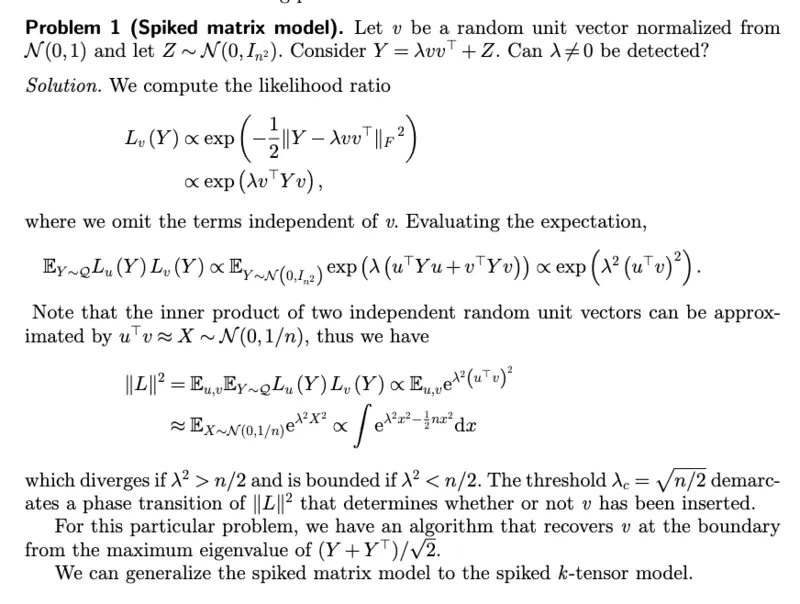 Problem 1 (Spiked matrix model). Let v be a random unit vector normalized from
𝒩(0,1) and let Z ∼ 𝒩(0, I_{n²}). Consider Y = λvv^⊤ + Z. Can λ ≠ 0 be detected?
Solution. We compute the likelihood ratio
L_v(Y) ∝ exp(−1/2 ‖Y − λvv^⊤‖_F²)
∝ exp(λv^⊤Yv),
where we omit the terms independent of v. Evaluating the expectation,
𝔼_{Y∼𝒬} L_u(Y) L_v(Y) ∝ 𝔼_{Y∼𝒩(0,I_{n²})} exp(λ(u^⊤Yu + v^⊤Yv)) ∝ exp(λ²(u^⊤v)²).
Note that the inner product of two independent random unit vectors can be approx-
imated by u^⊤v ≈ X ∼ 𝒩(0,1/n), thus we have
‖L‖² = 𝔼_{u,v}𝔼_{Y∼𝒬} L_u(Y) L_v(Y) ∝ 𝔼_{u,v} e^{λ²(u^⊤v)²}
≈ 𝔼_{X∼𝒩(0,1/n)} e^{λ²X²} ∝ ∫ e^{λ²x² − 1/2 nx²} dx
which diverges if λ² > n/2 and is bounded if λ² < n/2. The threshold λ_c = √(n/2) demarc-
ates a phase transition of ‖L‖² that determines whether or not v has been inserted.
For this particular problem, we have an algorithm that recovers v at the boundary
from the maximum eigenvalue of (Y + Y^⊤)/√2.
We can generalize the spiked matrix model to the spiked k-tensor model.